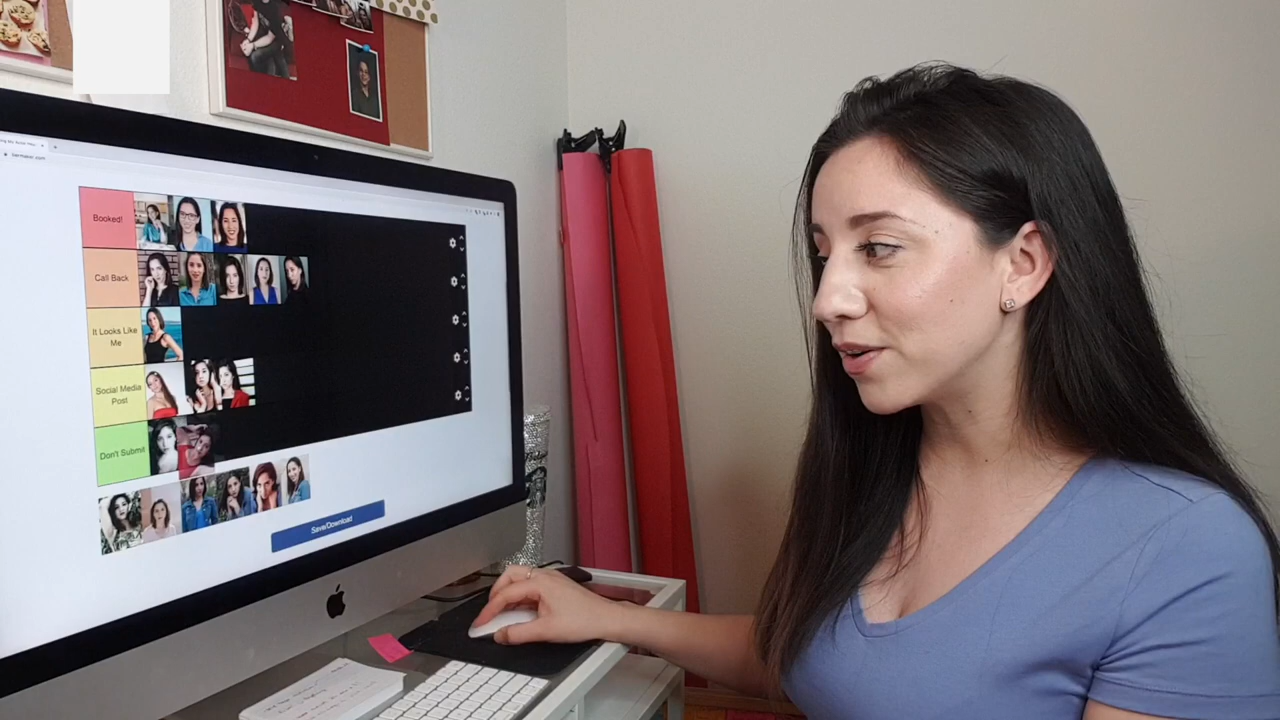 Booked!
Call Back
It Looks Like
Me
Social Media
Post
Don't Submit
Save/Download